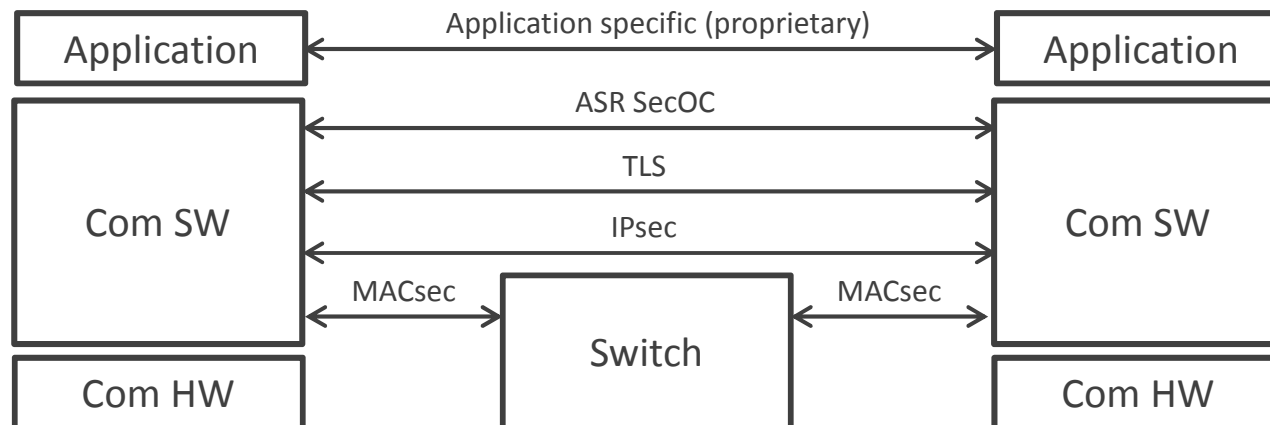 Application specific (proprietary)
Application
Application
ASR SecOC
TLS
Com SW
Com SW
IPsec
MACsec
MACsec
Switch
Com HW
Com HW